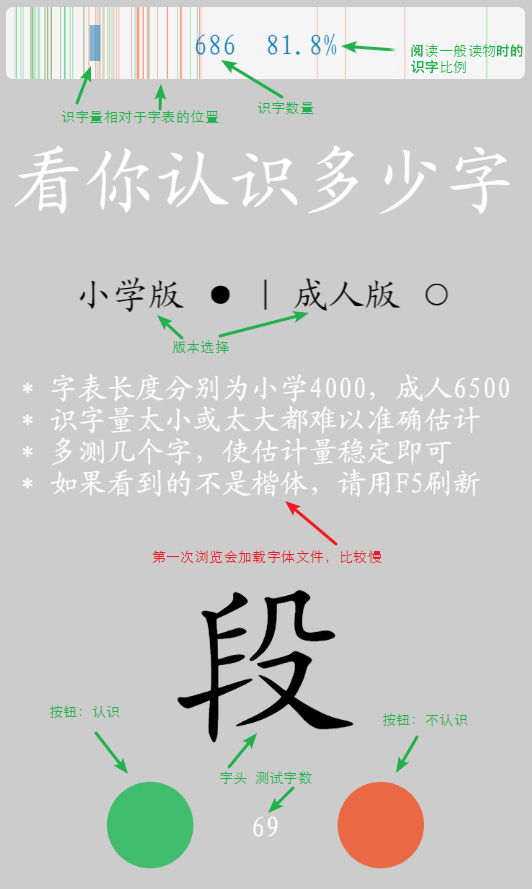 686 81.8%
阅读一般读物时的
识字比例
识字量相对于字表的位置
识字数量
看你认识多少字
小学版 ● | 成人版 ○
版本选择
* 字表长度分别为小学4000，成人6500
* 识字量太小或太大都难以准确估计
* 多测几个字，使估计量稳定即可
* 如果看到的不是楷体，请用F5刷新
第一次浏览会加载字体文件，比较慢
段
按钮：认识
按钮：不认识
字头 测试字数
69